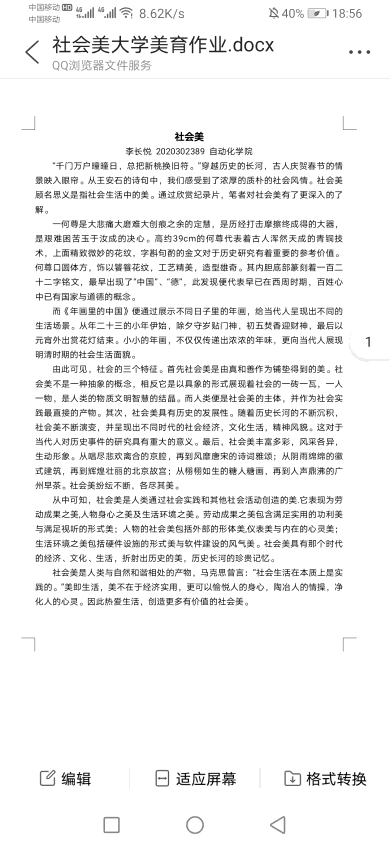 中国移动 HD 4G 4G 8.62K/s 40% 18:56
中国移动
社会美大学美育作业.docx
QQ浏览器文件服务
社会美
李长悦 2020302389 自动化学院
“千门万户曈曈日，总把新桃换旧符。”穿越历史的长河，古人庆贺春节的情
景映入眼帘。从王安石的诗句中，我们感受到了浓厚的质朴的社会风情。社会美
顾名思义是指社会生活中的美。通过欣赏纪录片，笔者对社会美有了更深入的了
解。
一何尊是大悲痛大磨难大创痕之余的定慧，是历经打击摩擦终成得的大器，
是艰难困苦玉于汝成的决心。高约39cm的何尊代表着古人浑然天成的青铜技
术，上面精致微妙的花纹，字斟句酌的金文对于历史研究有着重要的参考价值。
何尊口圆体方，饰以饕餮花纹，工艺精美，造型雄奇。其内胆底部篆刻着一百二
十二字铭文，最早出现了“中国”、“德”，此发现便代表早已在西周时期，百姓心
中已有国家与道德的概念。
而《年画里的中国》便通过展示不同日子里的年画，给当代人呈现出不同的
生活场景。从年二十三的小年伊始，除夕守岁贴门神，初五焚香迎财神，最后以
元宵外出赏花灯结束。小小的年画，不仅仅传递出浓浓的年味，更向当代人展现
明清时期的社会生活面貌。
1
由此可见，社会的三个特征。首先社会美是由真和善作为铺垫得到的美。社
会美不是一种抽象的概念，相反它是以具象的形式展现着社会的一砖一瓦，一人
一物，是人类的物质文明智慧的结晶。而人类便是社会美的主体，并作为社会实
践最直接的产物。其次，社会美具有历史的发展性。随着历史长河的不断沉积，
社会美不断演变，并呈现出不同时代的社会经济，文化生活，精神风貌。这对于
当代人对历史事件的研究具有重大的意义。最后，社会美丰富多彩，风采各异，
生动形象。从咽尽悲欢离合的京腔，再到风靡唐宋的诗词雅颂；从阴雨绵绵的徽
式建筑，再到辉煌壮丽的北京故宫；从栩栩如生的糖人糖画，再到人声鼎沸的广
州早茶。社会美纷纭不断，各尽其美。
从中可知，社会美是人类通过社会实践和其他社会活动创造的美.它表现为劳
动成果之美,人物身心之美及生活环境之美。劳动成果之美包含满足实用的功利美
与满足视听的形式美；人物的社会美包括外部的形体美,仪表美与内在的心灵美；
生活环境之美包括硬件设施的形式美与软件建设的风气美。社会美具有那个时代
的经济、文化、生活，折射出历史的美，历史长河的珍贵记忆。
社会美是人类与自然和谐相处的产物，马克思曾言：“社会生活在本质上是实
践的。”美即生活，美不在于经济实用，更可以愉悦人的身心，陶冶人的情操，净
化人的心灵。因此热爱生活，创造更多有价值的社会美。
编辑 适应屏幕 格式转换